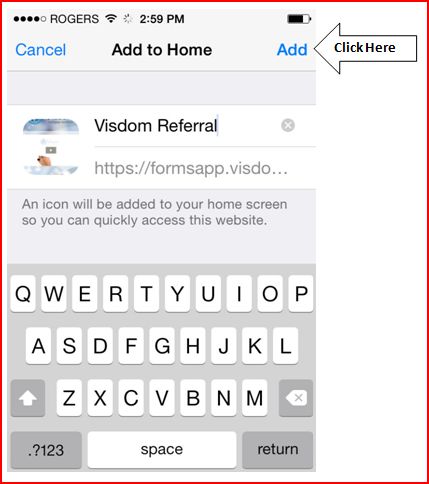 ROGERS 2:59 PM
Cancel Add to Home Add Click Here
Visdom Referral
https://formsapp.visdo...
An icon will be added to your home screen
so you can quickly access this website.
Q W E R T Y U I O P
A S D F G H J K L
Z X C V B N M
.?123 space return